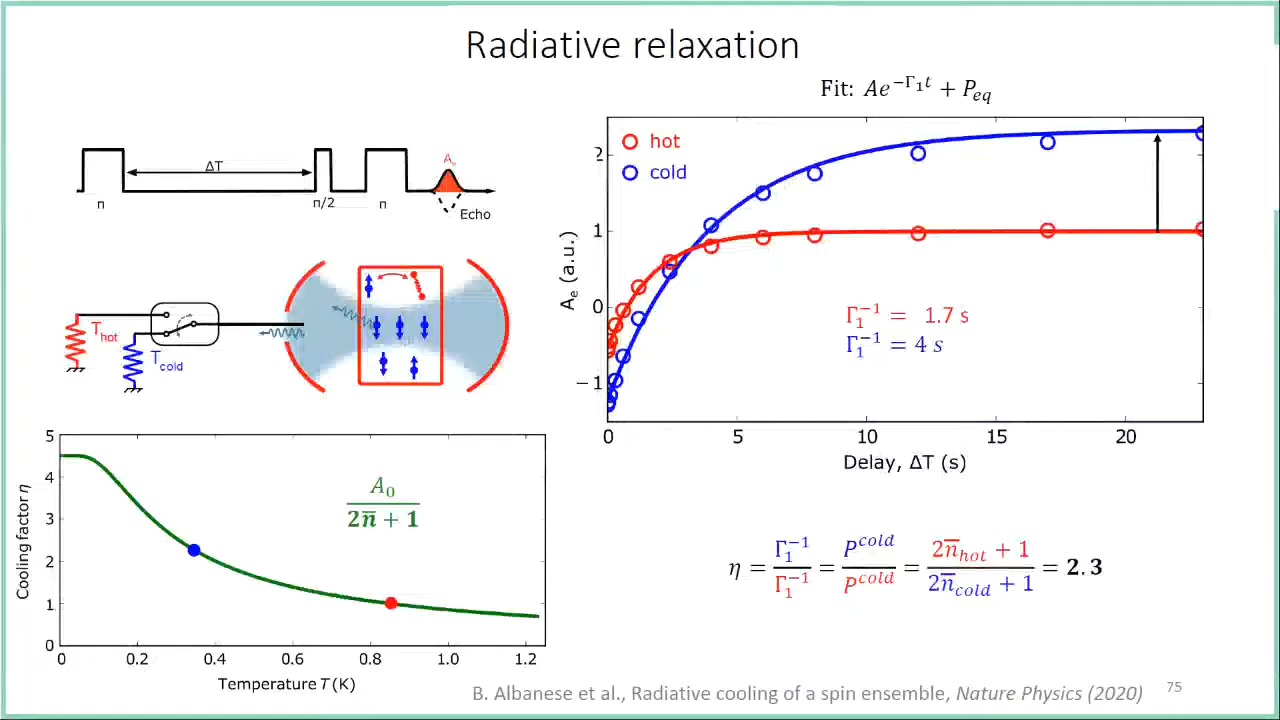 Radiative relaxation
Fit: Ae^{−Γ₁t} + P_{eq}
ΔT
A_e
π
π/2
π
Echo
T_hot
T_cold
hot
cold
2
1
0
−1
A_e (a.u.)
Γ₁⁻¹ = 1.7 s
Γ₁⁻¹ = 4 s
0 5 10 15 20
Delay, ΔT (s)
5
4
3
2
1
0
Cooling factor η
A₀
2n̅ + 1
0 0.2 0.4 0.6 0.8 1.0 1.2
Temperature T (K)
η = Γ₁⁻¹/Γ₁⁻¹ = P^{cold}/P^{cold} = (2n̅_{hot} + 1)/(2n̅_{cold} + 1) = 2.3
B. Albanese et al., Radiative cooling of a spin ensemble, Nature Physics (2020)
75